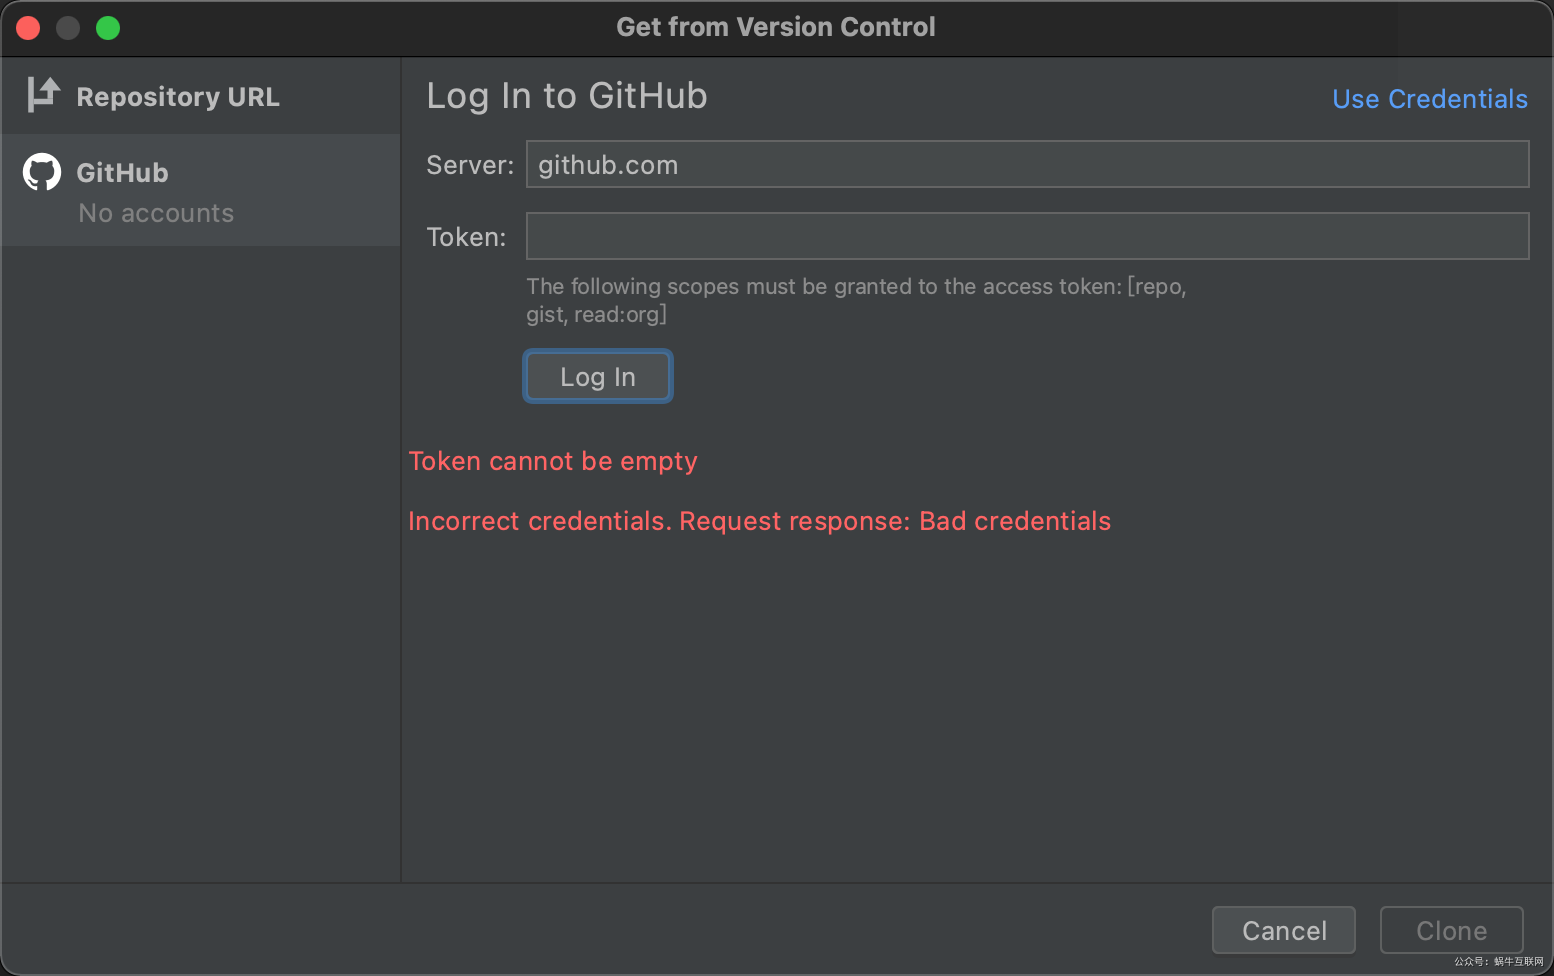 Get from Version Control
Repository URL
GitHub
No accounts
Log In to GitHub
Use Credentials
Server: github.com
Token:
The following scopes must be granted to the access token: [repo,
gist, read:org]
Log In
Token cannot be empty
Incorrect credentials. Request response: Bad credentials
Cancel
Clone
公众号：蜗牛互联网